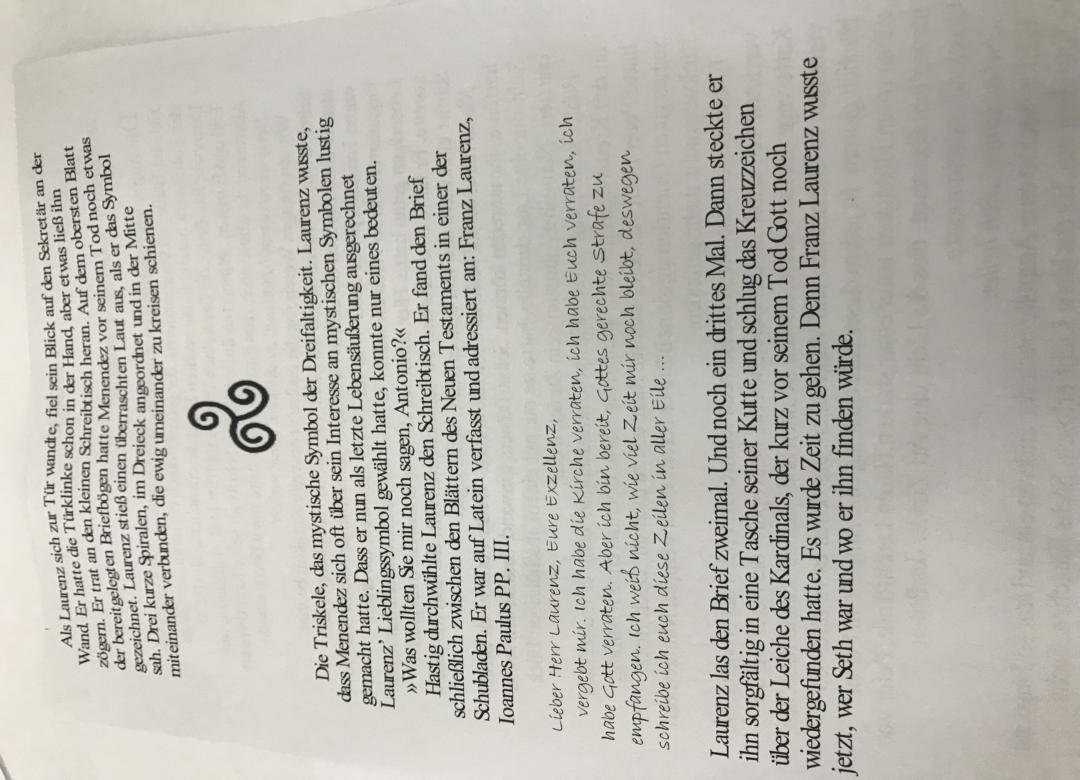 Als Laurenz sich zur Tür wandte, fiel sein Blick auf den Sekretär an der
Wand. Er hatte die Türklinke schon in der Hand, aber etwas ließ ihn
zögern. Er trat an den kleinen Schreibtisch heran. Auf dem obersten Blatt
der bereitgelegten Briefbögen hatte Menendez vor seinem Tod noch etwas
gezeichnet. Laurenz stieß einen überraschten Laut aus, als er das Symbol
sah. Drei kurze Spiralen, im Dreieck angeordnet und in der Mitte
miteinander verbunden, die ewig umeinander zu kreisen schienen.
Die Triskele, das mystische Symbol der Dreifaltigkeit. Laurenz wusste,
dass Menendez sich oft über sein Interesse an mystischen Symbolen lustig
gemacht hatte. Dass er nun als letzte Lebensäußerung ausgerechnet
Laurenz’ Lieblingssymbol gewählt hatte, konnte nur eines bedeuten.
»Was wollten Sie mir noch sagen, Antonio?«
Hastig durchwühlte Laurenz den Schreibtisch. Er fand den Brief
schließlich zwischen den Blättern des Neuen Testaments in einer der
Schubladen. Er war auf Latein verfasst und adressiert an: Franz Laurenz,
Ioannes Paulus PP. III.
Lieber Herr Laurenz, Eure Exzellenz,
vergebt mir. Ich habe die Kirche verraten, ich habe Euch verraten, ich
habe Gott verraten. Aber ich bin bereit, Gottes gerechte Strafe zu
empfangen. Ich weiß nicht, wie viel Zeit mir noch bleibt, deswegen
schreibe ich euch diese Zeilen in aller Eile ...
Laurenz las den Brief zweimal. Und noch ein drittes Mal. Dann steckte er
ihn sorgfältig in eine Tasche seiner Kutte und schlug das Kreuzzeichen
über der Leiche des Kardinals, der kurz vor seinem Tod Gott noch
wiedergefunden hatte. Es wurde Zeit zu gehen. Denn Franz Laurenz wusste
jetzt, wer Seth war und wo er ihn finden würde.